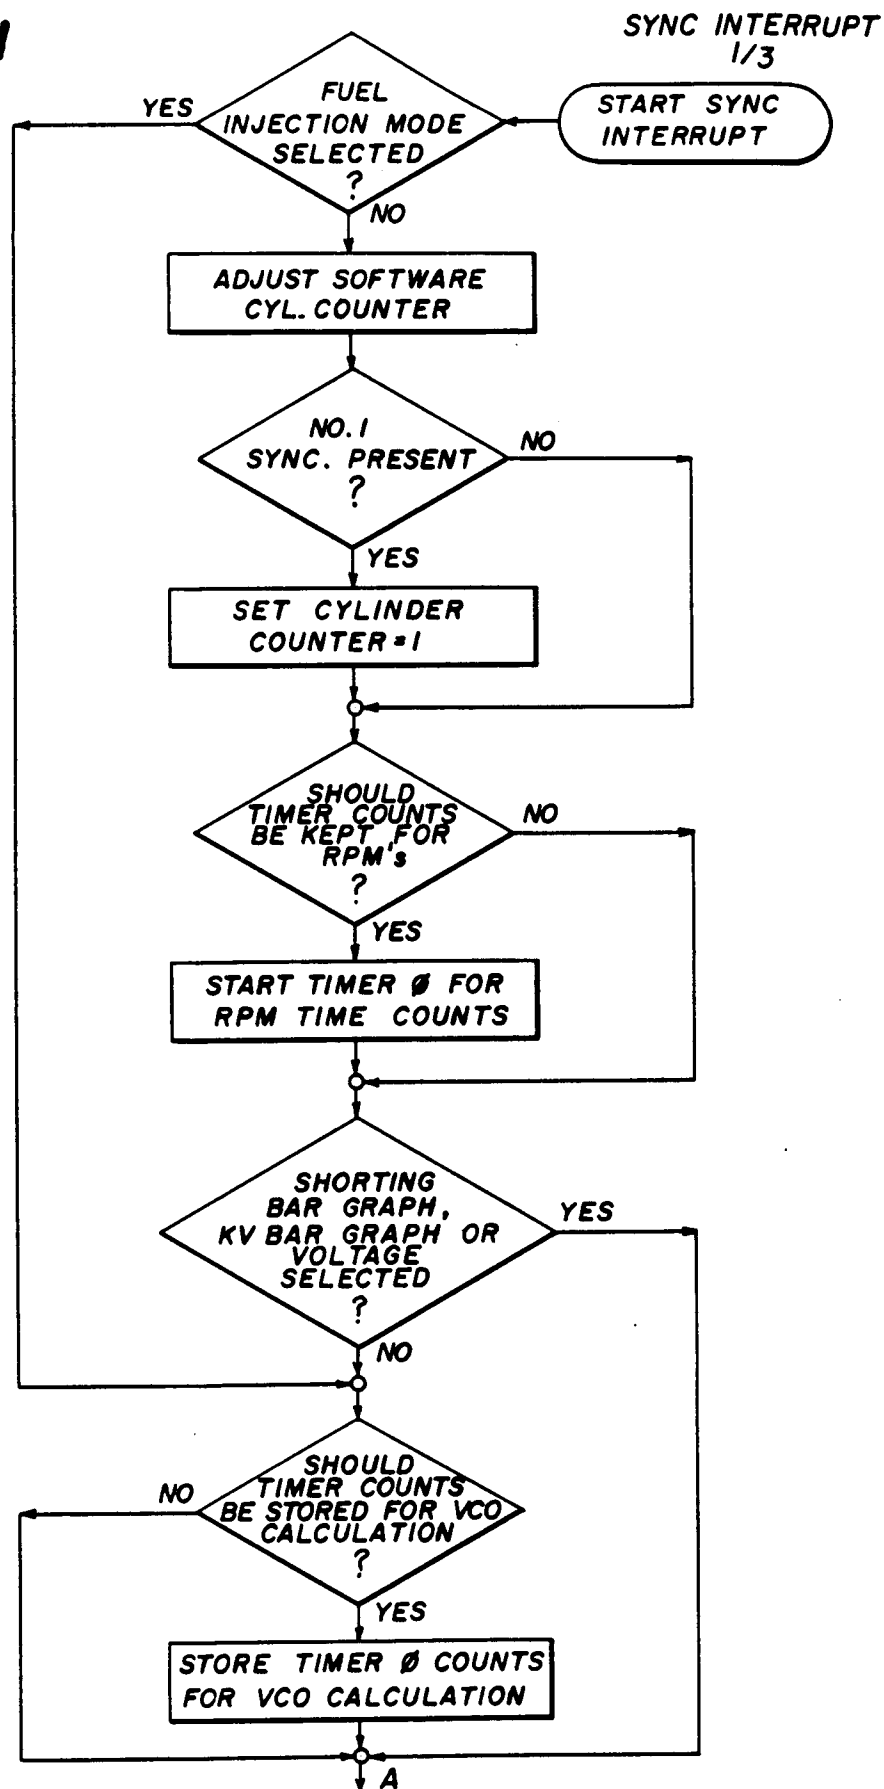 SYNC INTERRUPT
1/3
START SYNC
INTERRUPT
FUEL
INJECTION MODE
SELECTED
?
YES
NO
ADJUST SOFTWARE
CYL. COUNTER
NO. 1
SYNC. PRESENT
?
NO
YES
SET CYLINDER
COUNTER=1
SHOULD
TIMER COUNTS
BE KEPT FOR
RPM's
?
NO
YES
START TIMER Ø FOR
RPM TIME COUNTS
SHORTING
BAR GRAPH,
KV BAR GRAPH OR
VOLTAGE
SELECTED
?
YES
NO
SHOULD
TIMER COUNTS
BE STORED FOR VCO
CALCULATION
?
NO
YES
STORE TIMER Ø COUNTS
FOR VCO CALCULATION
A